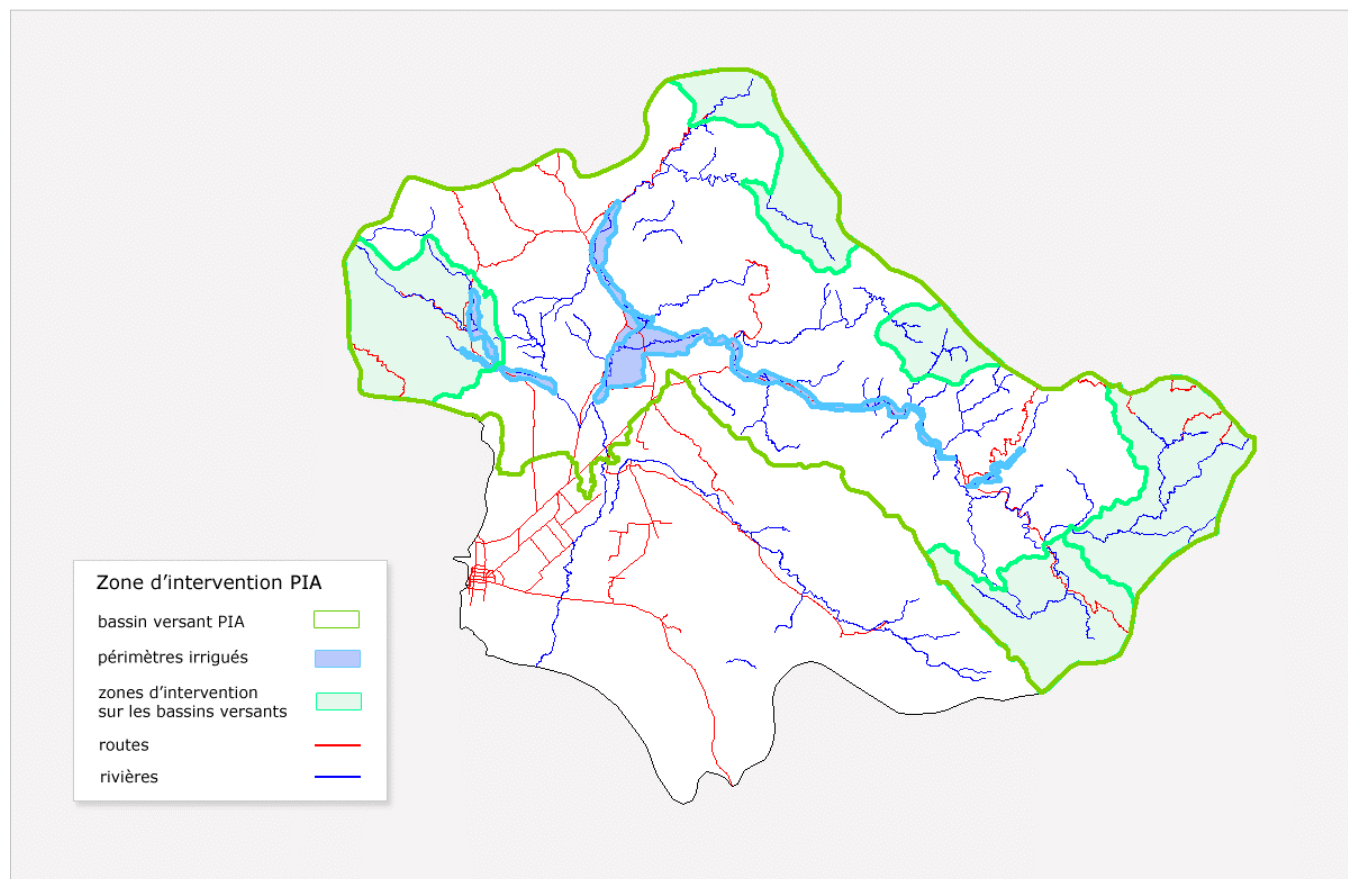 Zone d'intervention PIA
bassin versant PIA
périmètres irrigués
zones d'intervention
sur les bassins versants
routes
rivières